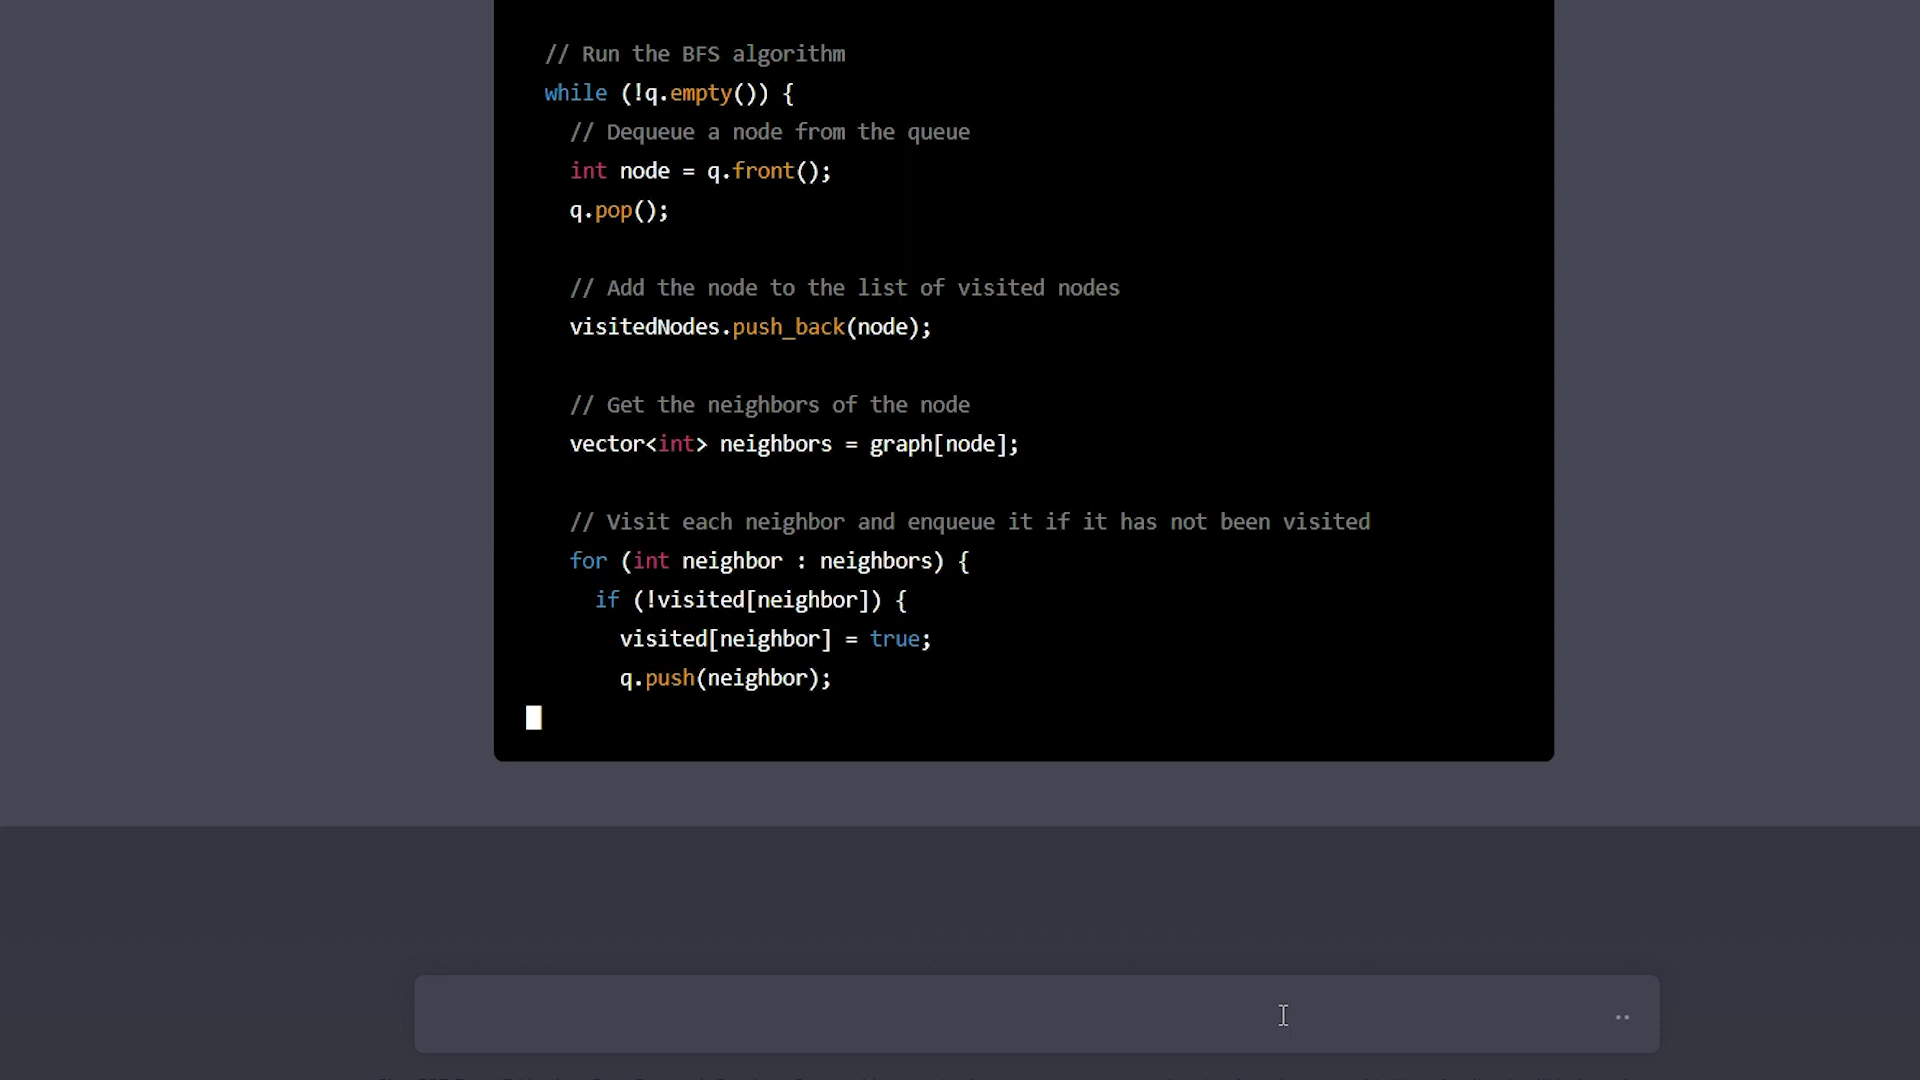 // Run the BFS algorithm
while (!q.empty()) {
// Dequeue a node from the queue
int node = q.front();
q.pop();
// Add the node to the list of visited nodes
visitedNodes.push_back(node);
// Get the neighbors of the node
vector<int> neighbors = graph[node];
// Visit each neighbor and enqueue it if it has not been visited
for (int neighbor : neighbors) {
if (!visited[neighbor]) {
visited[neighbor] = true;
q.push(neighbor);